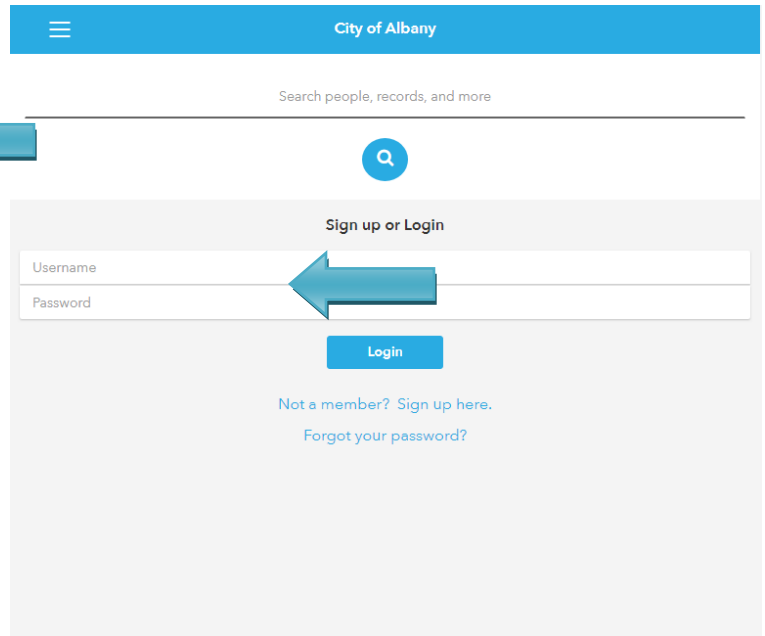 City of Albany
Search people, records, and more
Sign up or Login
Username
Password
Login
Not a member? Sign up here.
Forgot your password?